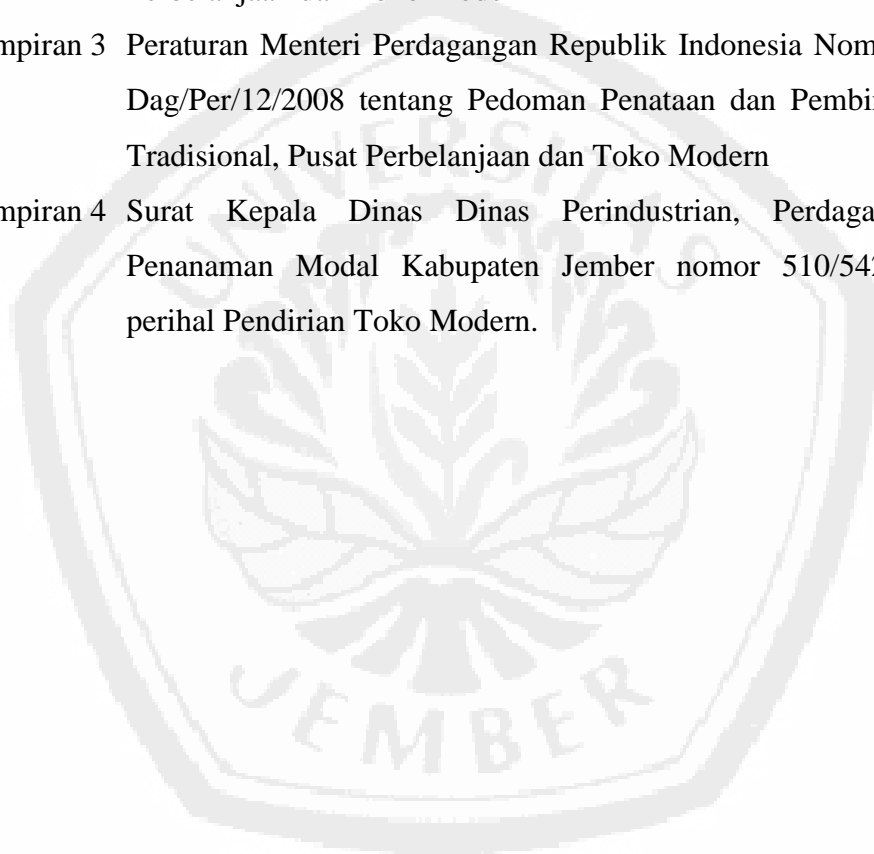 mpiran 3 Peraturan Menteri Perdagangan Republik Indonesia Nom
Dag/Per/12/2008 tentang Pedoman Penataan dan Pembi
Tradisional, Pusat Perbelanjaan dan Toko Modern
mpiran 4 Surat Kepala Dinas Dinas Perindustrian, Perdaga
Penanaman Modal Kabupaten Jember nomor 510/54
perihal Pendirian Toko Modern.
UNIVERSITAS
JEMBER